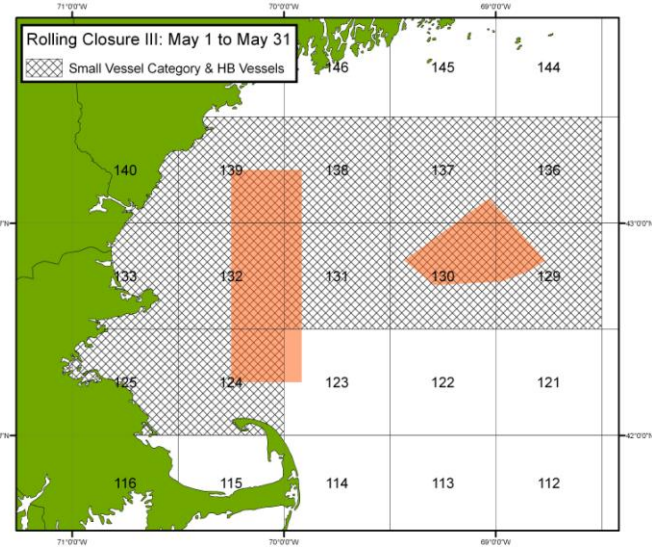 71°0'0"W 70°0'0"W 69°0'0"W
Rolling Closure III: May 1 to May 31
Small Vessel Category & HB Vessels
146 145 144
140 139 138 137 136
43°0'0"N
133 132 131 130 129
125 124 123 122 121
42°0'0"N
116 115 114 113 112
71°0'0"W 70°0'0"W 69°0'0"W